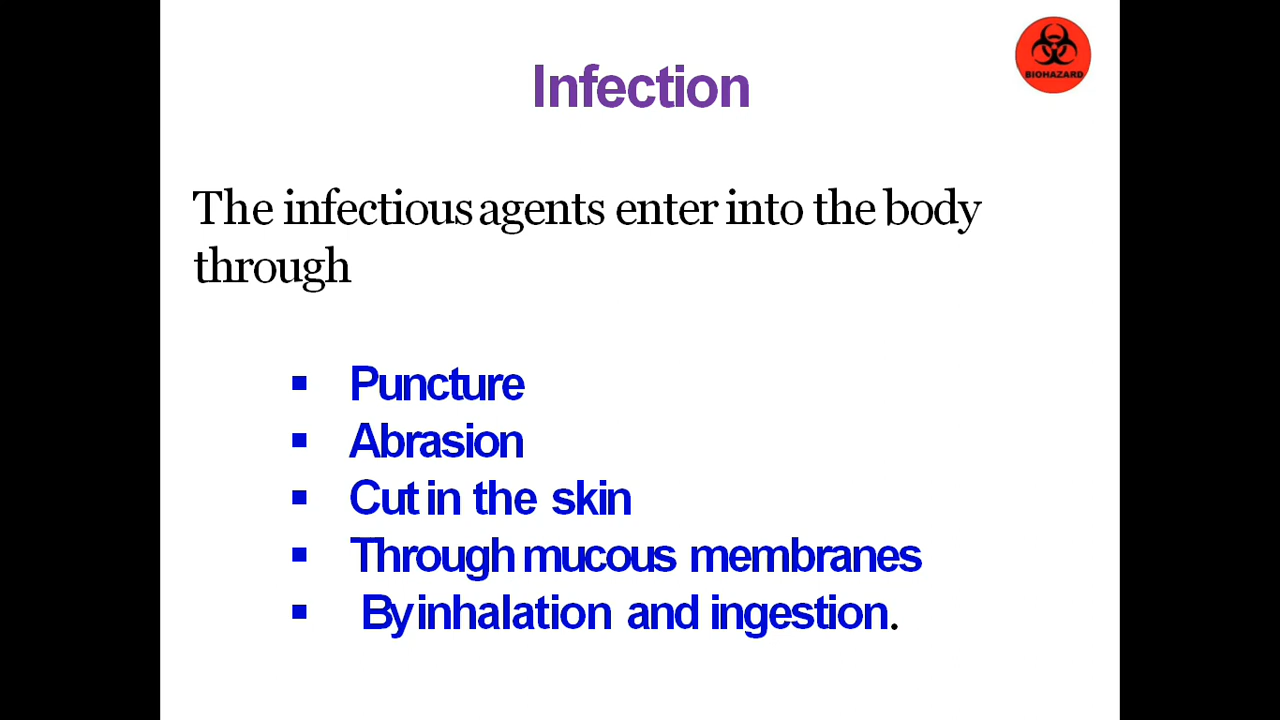 BIOHAZARD
Infection
The infectious agents enter into the body
through
▪ Puncture
▪ Abrasion
▪ Cut in the skin
▪ Through mucous membranes
▪ By inhalation and ingestion.